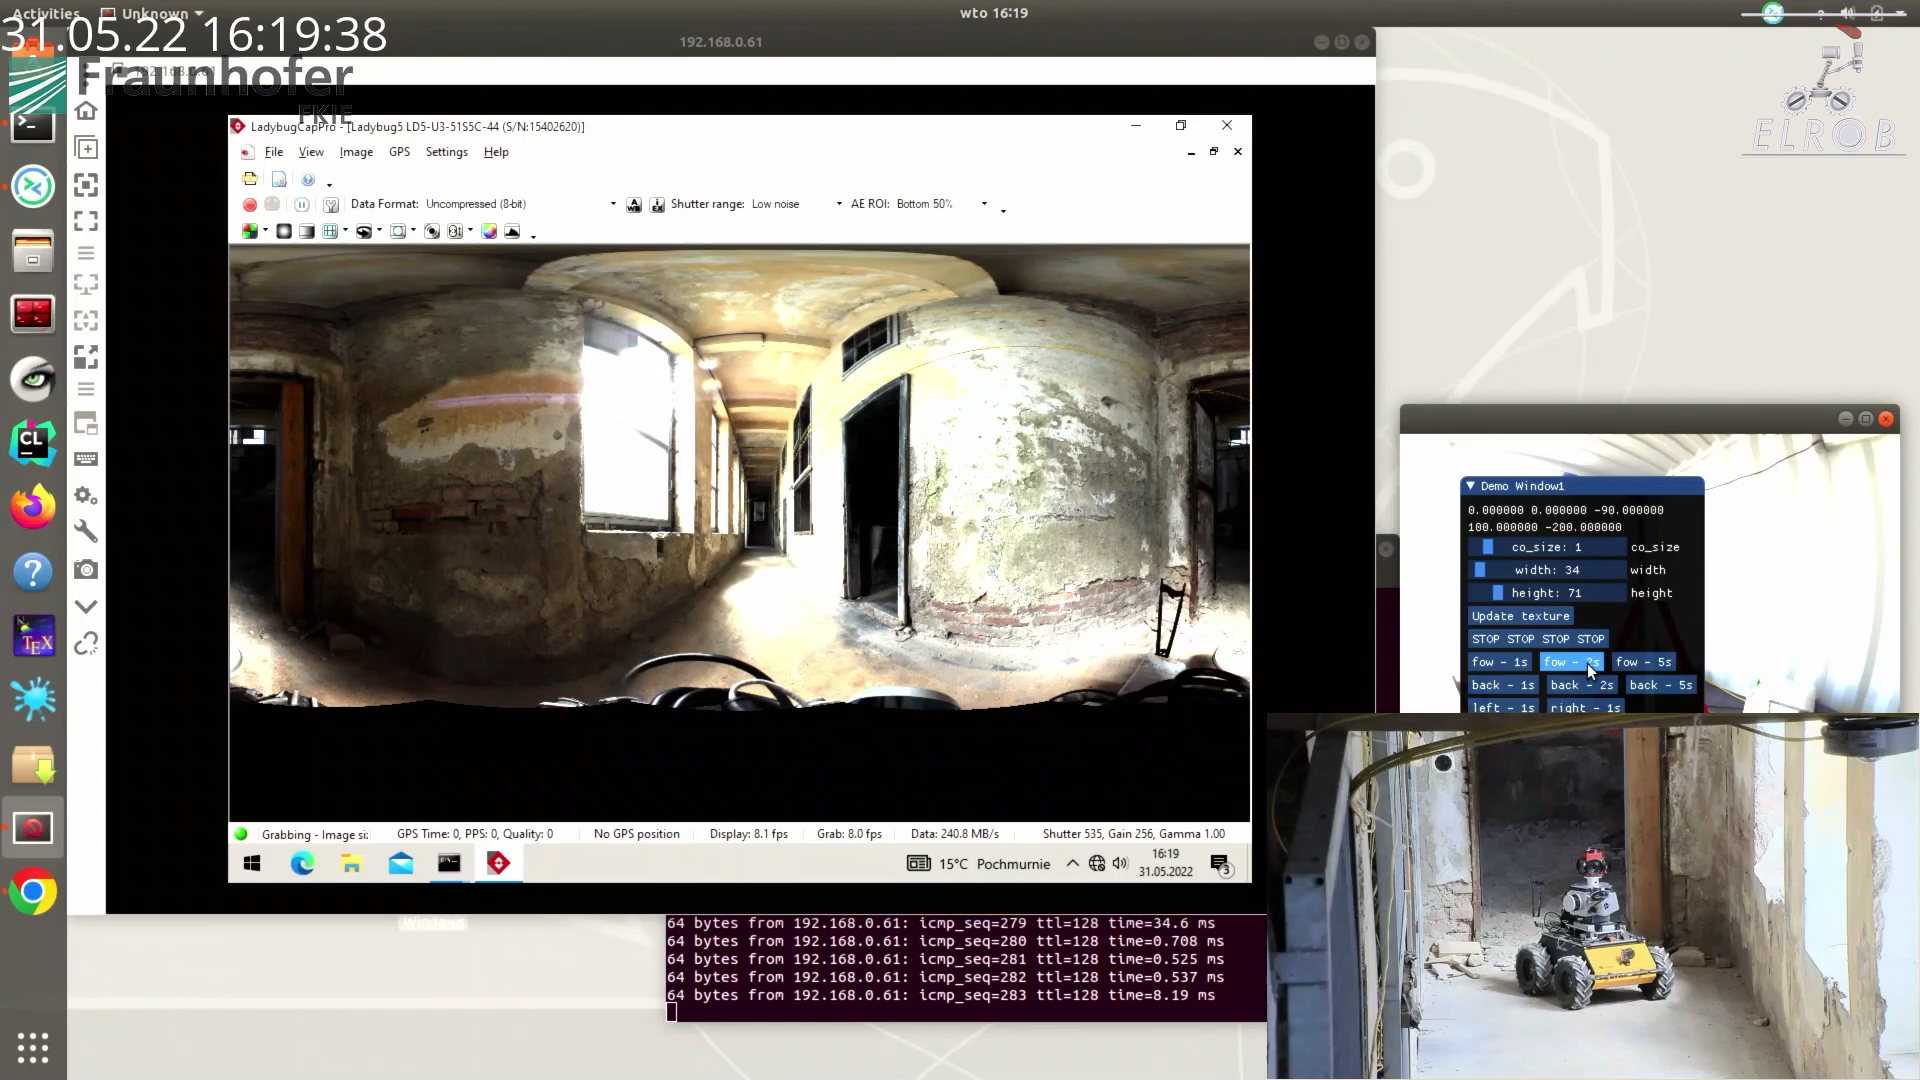 Activities
Unknown
wto 16:19
31.05.22 16:19:38
192.168.0.61
192.168.0.61
Fraunhofer
FKIE
ELROB
LadybugCapPro - [Ladybug5 LD5-U3-51S5C-44 (S/N:15402620)]
File View Image GPS Settings Help
Data Format: Uncompressed (8-bit) Shutter range: Low noise AE ROI: Bottom 50%
Demo Window1
0.000000 0.000000 -90.000000
100.000000 -200.000000
co_size: 1 co_size
width: 34 width
height: 71 height
Update texture
STOP STOP STOP STOP
fow - 1s fow - 2s fow - 5s
back - 1s back - 2s back - 5s
left - 1s right - 1s
Grabbing - Image si: GPS Time: 0, PPS: 0, Quality: 0 No GPS position Display: 8.1 fps Grab: 8.0 fps Data: 240.8 MB/s Shutter 535, Gain 256, Gamma 1.00
15°C Pochmurnie
16:19
31.05.2022
3
Windows
64 bytes from 192.168.0.61: icmp_seq=279 ttl=128 time=34.6 ms
64 bytes from 192.168.0.61: icmp_seq=280 ttl=128 time=0.708 ms
64 bytes from 192.168.0.61: icmp_seq=281 ttl=128 time=0.525 ms
64 bytes from 192.168.0.61: icmp_seq=282 ttl=128 time=0.537 ms
64 bytes from 192.168.0.61: icmp_seq=283 ttl=128 time=8.19 ms
CL
TEX